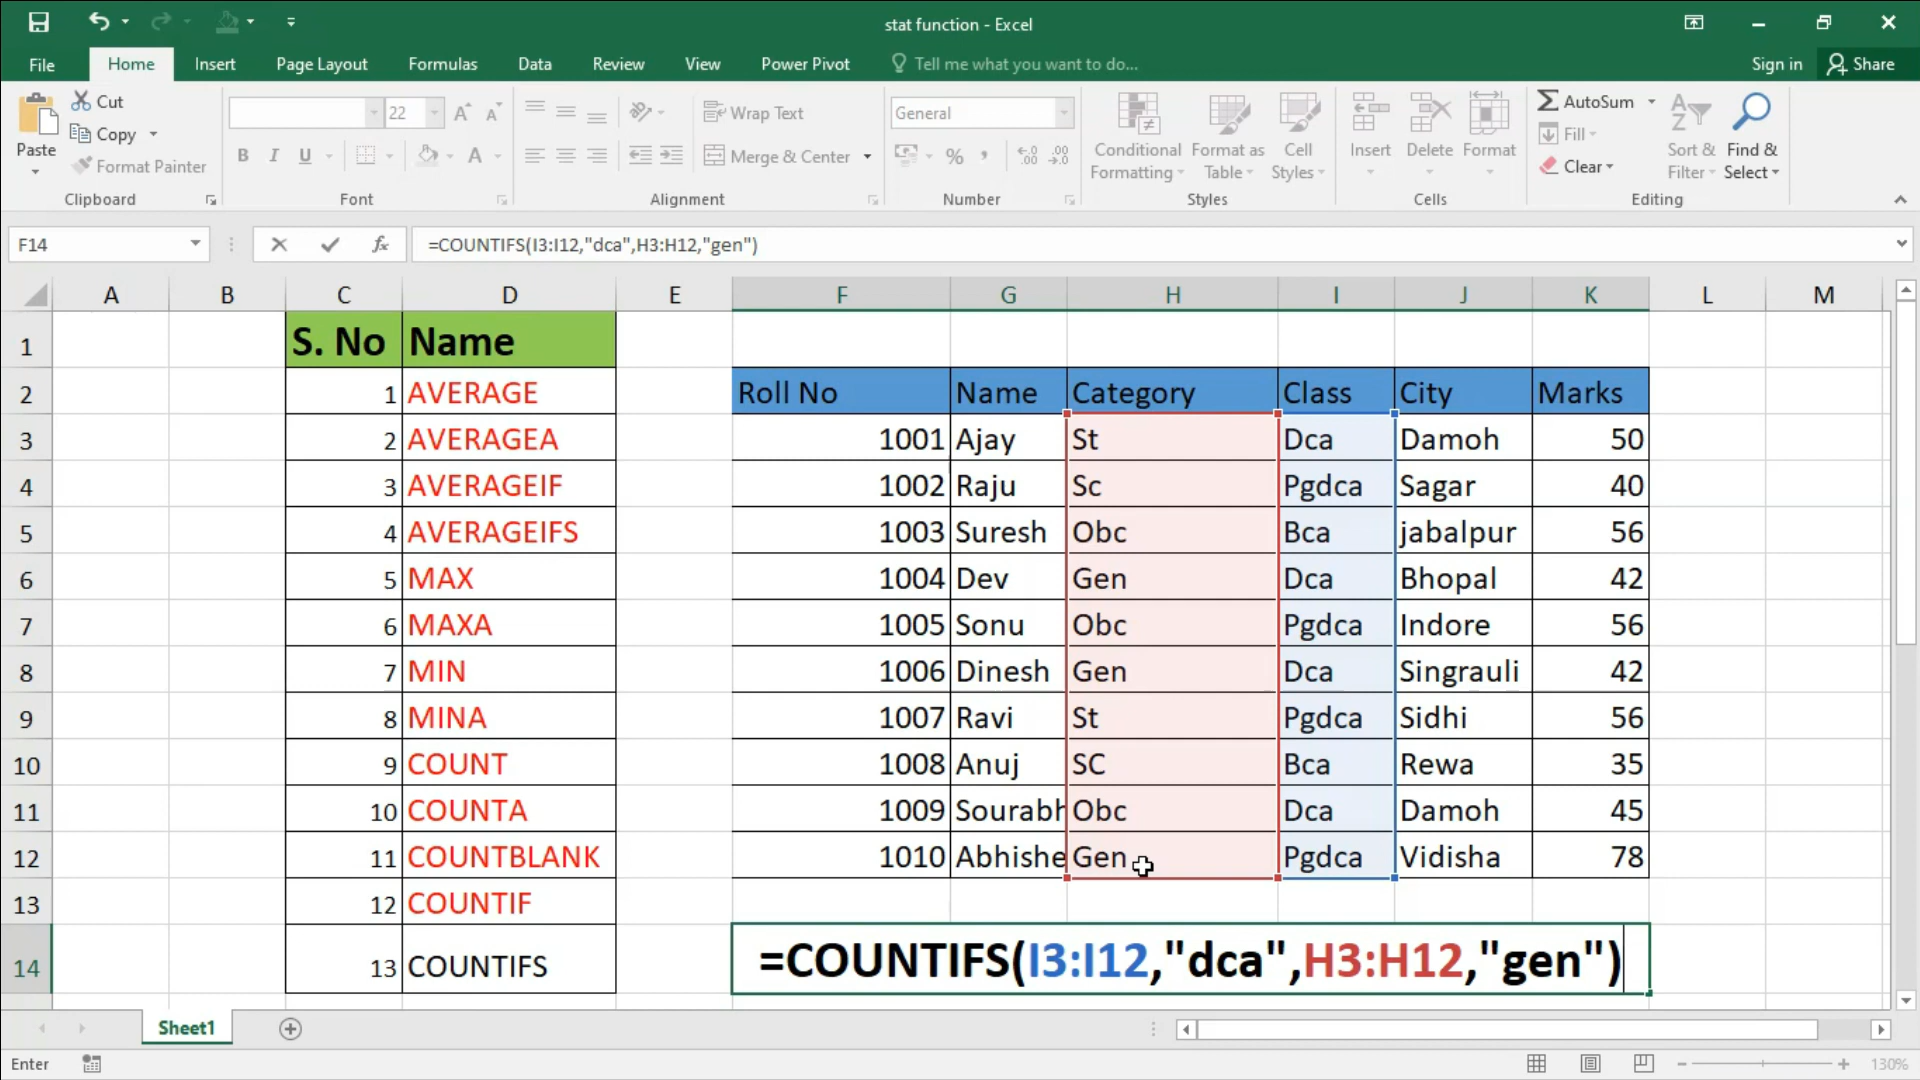 stat function - Excel
File Home Insert Page Layout Formulas Data Review View Power Pivot Tell me what you want to do... Sign in Share
Paste
Cut
Copy
Format Painter
Clipboard
22
B I U A
Font
Wrap Text
Merge & Center
Alignment
General
%
Number
Conditional Formatting
Format as Table
Cell Styles
Styles
Insert Delete Format
Cells
AutoSum
Fill
Clear
Sort & Filter
Find & Select
Editing
F14 fx =COUNTIFS(I3:I12,"dca",H3:H12,"gen")
A B C D E F G H I J K L M
1 S. No Name
2 1 AVERAGE Roll No Name Category Class City Marks
3 2 AVERAGEA 1001 Ajay St Dca Damoh 50
4 3 AVERAGEIF 1002 Raju Sc Pgdca Sagar 40
5 4 AVERAGEIFS 1003 Suresh Obc Bca jabalpur 56
6 5 MAX 1004 Dev Gen Dca Bhopal 42
7 6 MAXA 1005 Sonu Obc Pgdca Indore 56
8 7 MIN 1006 Dinesh Gen Dca Singrauli 42
9 8 MINA 1007 Ravi St Pgdca Sidhi 56
10 9 COUNT 1008 Anuj SC Bca Rewa 35
11 10 COUNTA 1009 Sourabh Obc Dca Damoh 45
12 11 COUNTBLANK 1010 Abhishe Gen Pgdca Vidisha 78
13 12 COUNTIF
14 13 COUNTIFS =COUNTIFS(I3:I12,"dca",H3:H12,"gen")
Sheet1
Enter 130%